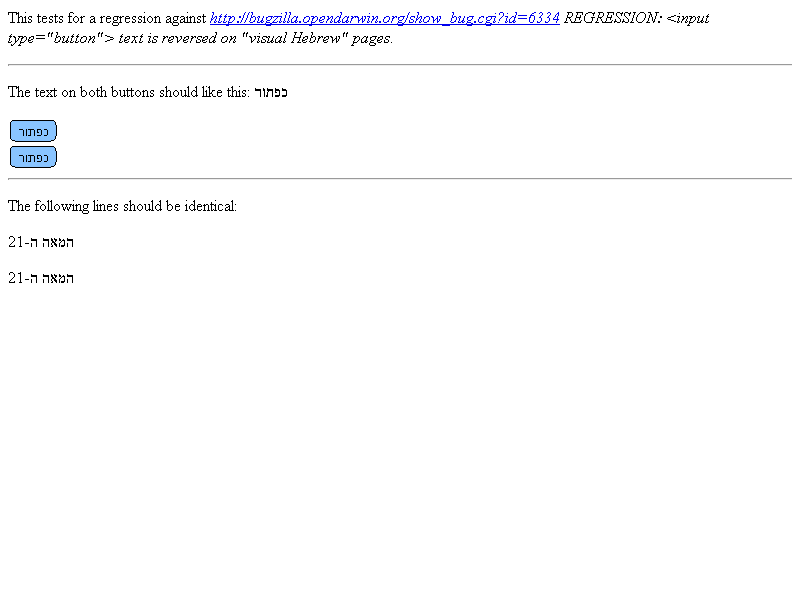 This tests for a regression against http://bugzilla.opendarwin.org/show_bug.cgi?id=6334 REGRESSION: <input
type="button"> text is reversed on "visual Hebrew" pages.
The text on both buttons should like this: כפתור
כפתור
כפתור
The following lines should be identical:
המאה ה-21
המאה ה-21